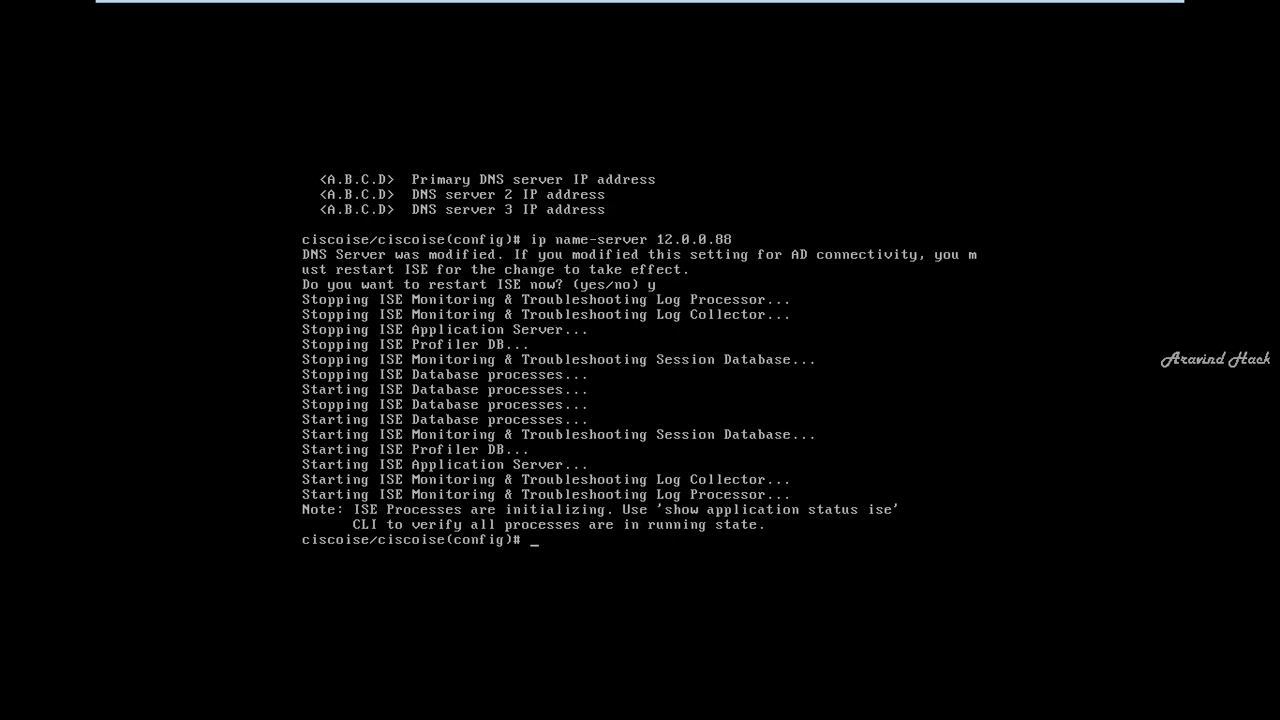 <A.B.C.D>  Primary DNS server IP address
<A.B.C.D>  DNS server 2 IP address
<A.B.C.D>  DNS server 3 IP address
ciscoise/ciscoise(config)# ip name-server 12.0.0.88
DNS Server was modified. If you modified this setting for AD connectivity, you m
ust restart ISE for the change to take effect.
Do you want to restart ISE now? (yes/no) y
Stopping ISE Monitoring & Troubleshooting Log Processor...
Stopping ISE Monitoring & Troubleshooting Log Collector...
Stopping ISE Application Server...
Stopping ISE Profiler DB...
Stopping ISE Monitoring & Troubleshooting Session Database...
Stopping ISE Database processes...
Starting ISE Database processes...
Stopping ISE Database processes...
Starting ISE Database processes...
Starting ISE Monitoring & Troubleshooting Session Database...
Starting ISE Profiler DB...
Starting ISE Application Server...
Starting ISE Monitoring & Troubleshooting Log Collector...
Starting ISE Monitoring & Troubleshooting Log Processor...
Note: ISE Processes are initializing. Use 'show application status ise'
      CLI to verify all processes are in running state.
ciscoise/ciscoise(config)# _
Aravind Hack